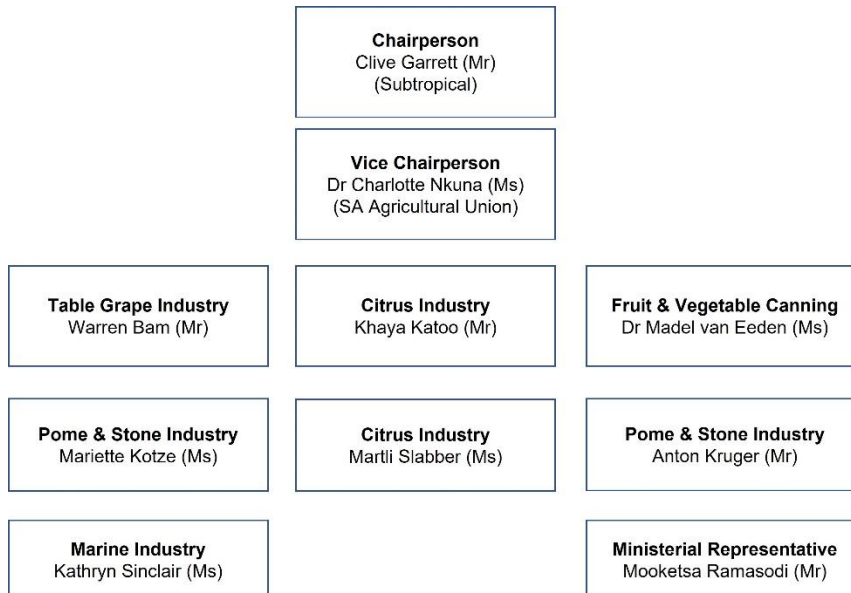 Chairperson
Clive Garrett (Mr)
(Subtropical)
Vice Chairperson
Dr Charlotte Nkuna (Ms)
(SA Agricultural Union)
Table Grape Industry
Warren Bam (Mr)
Citrus Industry
Khaya Katoo (Mr)
Fruit & Vegetable Canning
Dr Madel van Eeden (Ms)
Pome & Stone Industry
Mariette Kotze (Ms)
Citrus Industry
Martli Slabber (Ms)
Pome & Stone Industry
Anton Kruger (Mr)
Marine Industry
Kathryn Sinclair (Ms)
Ministerial Representative
Mooketsa Ramasodi (Mr)